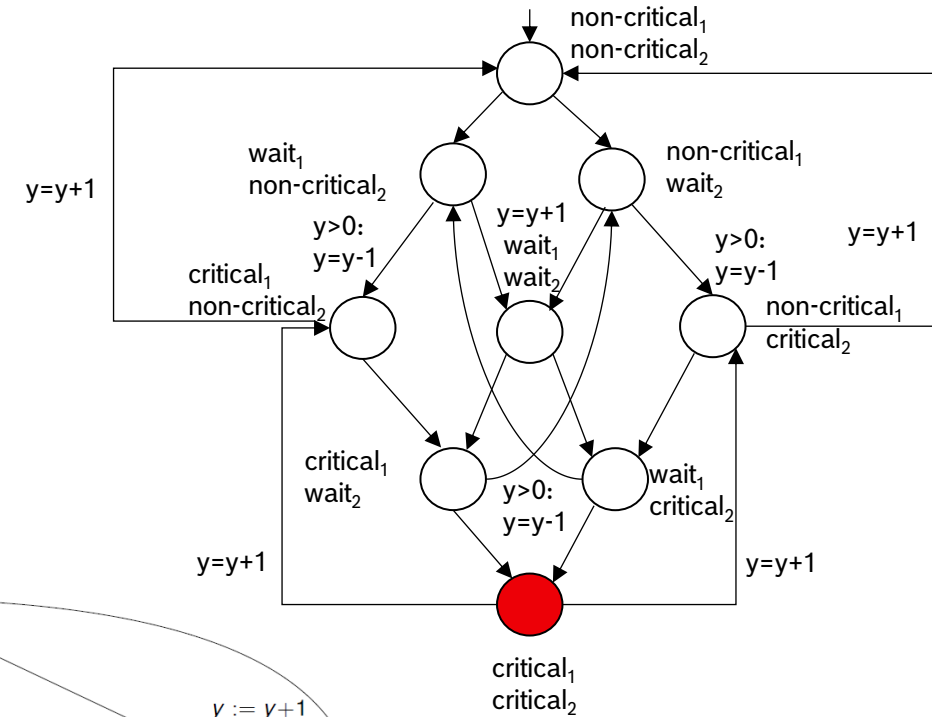 non-critical₁
non-critical₂
wait₁
non-critical₂
non-critical₁
wait₂
y=y+1
y>0:
y=y-1
y=y+1
wait₁
wait₂
y>0:
y=y-1
y=y+1
critical₁
non-critical₂
non-critical₁
critical₂
critical₁
wait₂
y>0:
y=y-1
wait₁
critical₂
y=y+1
y=y+1
critical₁
critical₂
y := y+1